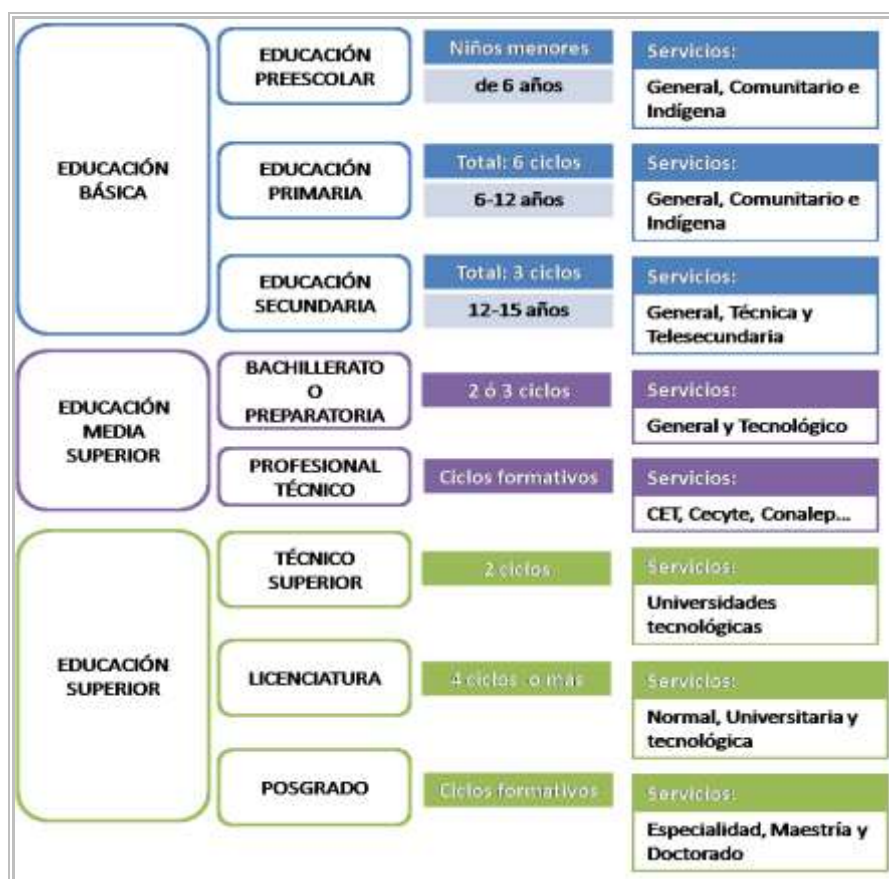 EDUCACIÓN
BÁSICA
EDUCACIÓN
PREESCOLAR
Niños menores
de 6 años
Servicios:
General, Comunitario e
Indígena
EDUCACIÓN
PRIMARIA
Total: 6 ciclos
6-12 años
Servicios:
General, Comunitario e
Indígena
EDUCACIÓN
SECUNDARIA
Total: 3 ciclos
12-15 años
Servicios:
General, Técnica y
Telesecundaria
EDUCACIÓN
MEDIA
SUPERIOR
BACHILLERATO
O
PREPARATORIA
2 ó 3 ciclos
Servicios:
General y Tecnológico
PROFESIONAL
TÉCNICO
Ciclos formativos
Servicios:
CET, Cecyte, Conalep...
EDUCACIÓN
SUPERIOR
TÉCNICO
SUPERIOR
2 ciclos
Servicios:
Universidades
tecnológicas
LICENCIATURA
4 ciclos o más
Servicios:
Normal, Universitaria y
tecnológica
POSGRADO
Ciclos formativos
Servicios:
Especialidad, Maestría y
Doctorado